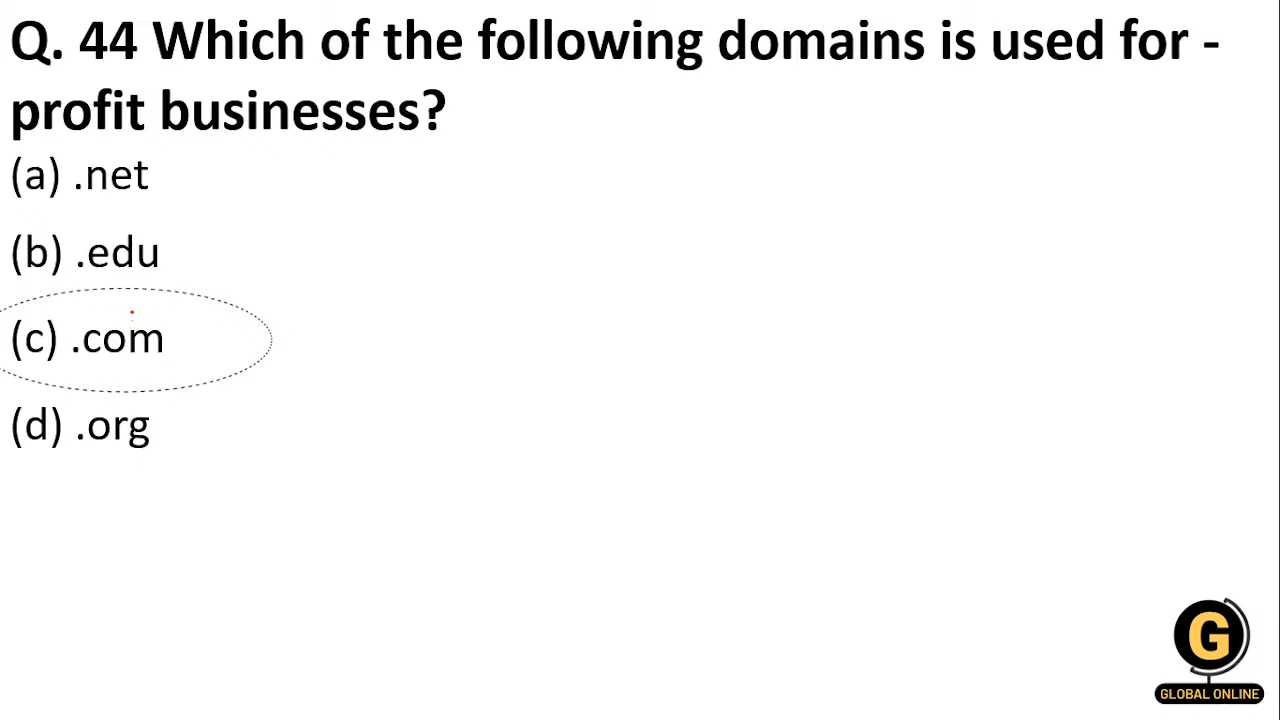 Q. 44 Which of the following domains is used for -
profit businesses?
(a) .net
(b) .edu
(c) .com
(d) .org
G
GLOBAL ONLINE